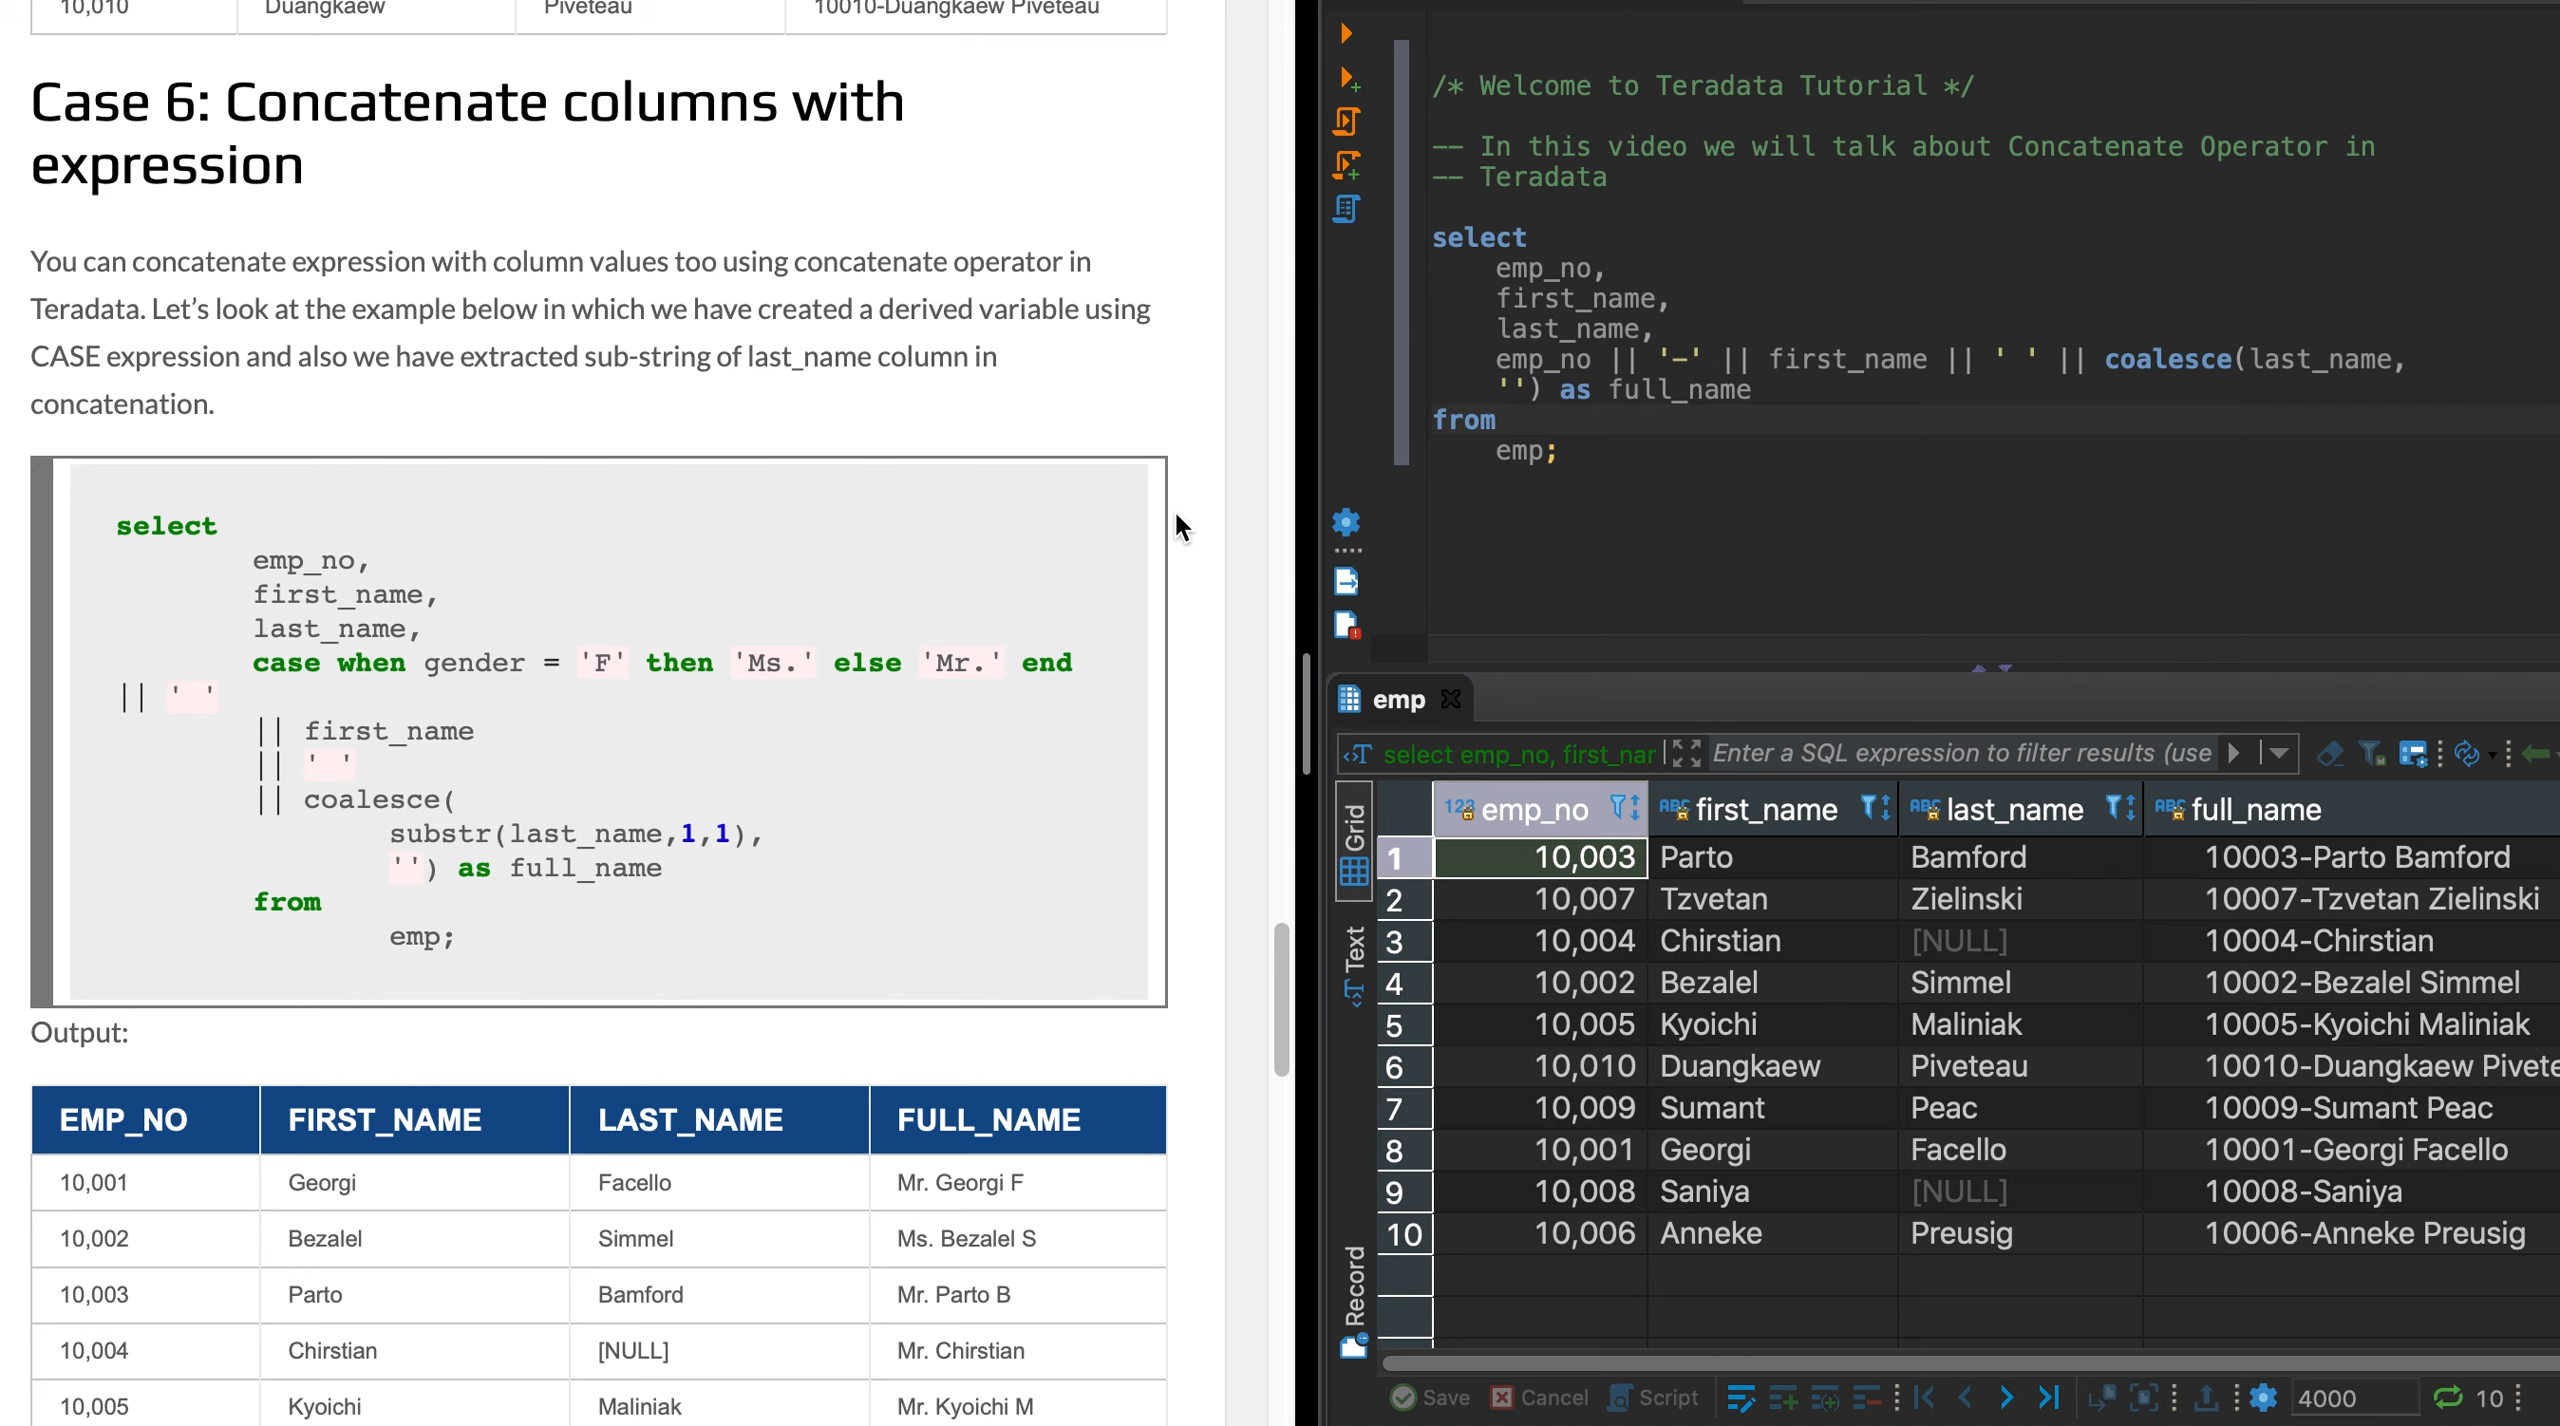 10,010 Duangkaew Piveteau 10010-Duangkaew Piveteau
Case 6: Concatenate columns with
expression
You can concatenate expression with column values too using concatenate operator in
Teradata. Let's look at the example below in which we have created a derived variable using
CASE expression and also we have extracted sub-string of last_name column in
concatenation.
select
emp_no,
first_name,
last_name,
case when gender = 'F' then 'Ms.' else 'Mr.' end
|| ' '
|| first_name
|| ' '
|| coalesce(
substr(last_name,1,1),
'') as full_name
from
emp;
Output:
EMP_NO FIRST_NAME LAST_NAME FULL_NAME
10,001 Georgi Facello Mr. Georgi F
10,002 Bezalel Simmel Ms. Bezalel S
10,003 Parto Bamford Mr. Parto B
10,004 Chirstian [NULL] Mr. Chirstian
10,005 Kyoichi Maliniak Mr. Kyoichi M
/* Welcome to Teradata Tutorial */
-- In this video we will talk about Concatenate Operator in
-- Teradata
select
emp_no,
first_name,
last_name,
emp_no || '-' || first_name || ' ' || coalesce(last_name,
'') as full_name
from
emp;
emp
select emp_no, first_nar Enter a SQL expression to filter results (use
Grid
Text
Record
123 emp_no ABC first_name ABC last_name ABC full_name
1 10,003 Parto Bamford 10003-Parto Bamford
2 10,007 Tzvetan Zielinski 10007-Tzvetan Zielinski
3 10,004 Chirstian [NULL] 10004-Chirstian
4 10,002 Bezalel Simmel 10002-Bezalel Simmel
5 10,005 Kyoichi Maliniak 10005-Kyoichi Maliniak
6 10,010 Duangkaew Piveteau 10010-Duangkaew Pivete
7 10,009 Sumant Peac 10009-Sumant Peac
8 10,001 Georgi Facello 10001-Georgi Facello
9 10,008 Saniya [NULL] 10008-Saniya
10 10,006 Anneke Preusig 10006-Anneke Preusig
Save Cancel Script 4000 10